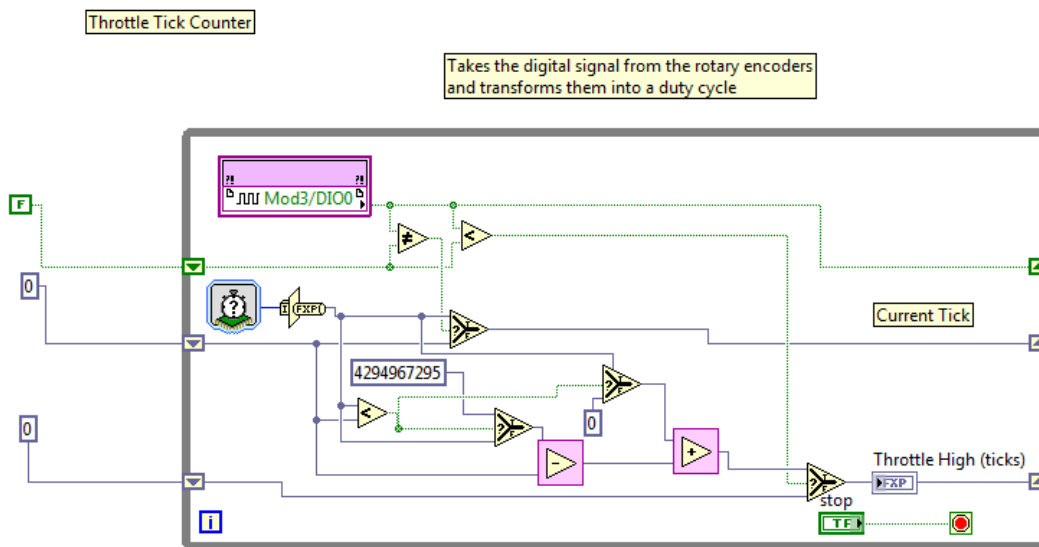 Throttle Tick Counter
Takes the digital signal from the rotary encoders
and transforms them into a duty cycle
?! ?!
Mod3/DIO0
F
≠
<
0
?
I (FXP(
Current Tick
? T F
4294967295
? T F
<
0
? T F
-
+
0
Throttle High (ticks)
? T F
FXP
stop
TF
i